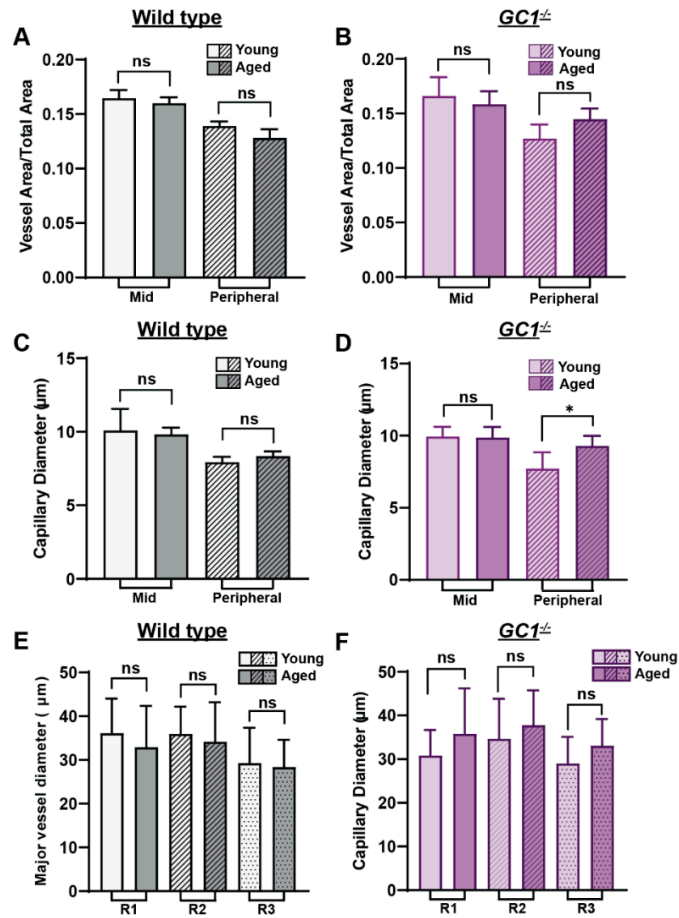 A
Wild type
Vessel Area/Total Area
0.20
0.15
0.10
0.05
0.00
Young
Aged
ns
ns
Mid
Peripheral
B
GC1-/-
Vessel Area/Total Area
0.20
0.15
0.10
0.05
0.00
Young
Aged
ns
ns
Mid
Peripheral
C
Wild type
Capillary Diameter (µm)
15
10
5
0
Young
Aged
ns
ns
Mid
Peripheral
D
GC1-/-
Capillary Diameter (µm)
15
10
5
0
Young
Aged
ns
*
Mid
Peripheral
E
Wild type
Major vessel diameter ( µm)
50
40
30
20
10
0
Young
Aged
ns
ns
ns
R1
R2
R3
F
GC1-/-
Capillary Diameter (µm)
50
40
30
20
10
0
Young
Aged
ns
ns
ns
R1
R2
R3